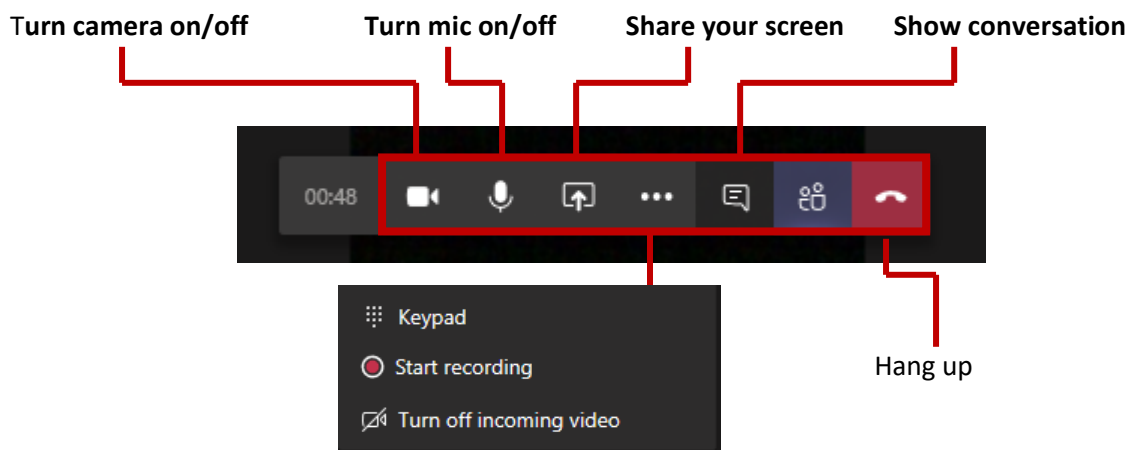 Turn camera on/off Turn mic on/off Share your screen Show conversation
00:48
Keypad
Start recording
Hang up
Turn off incoming video